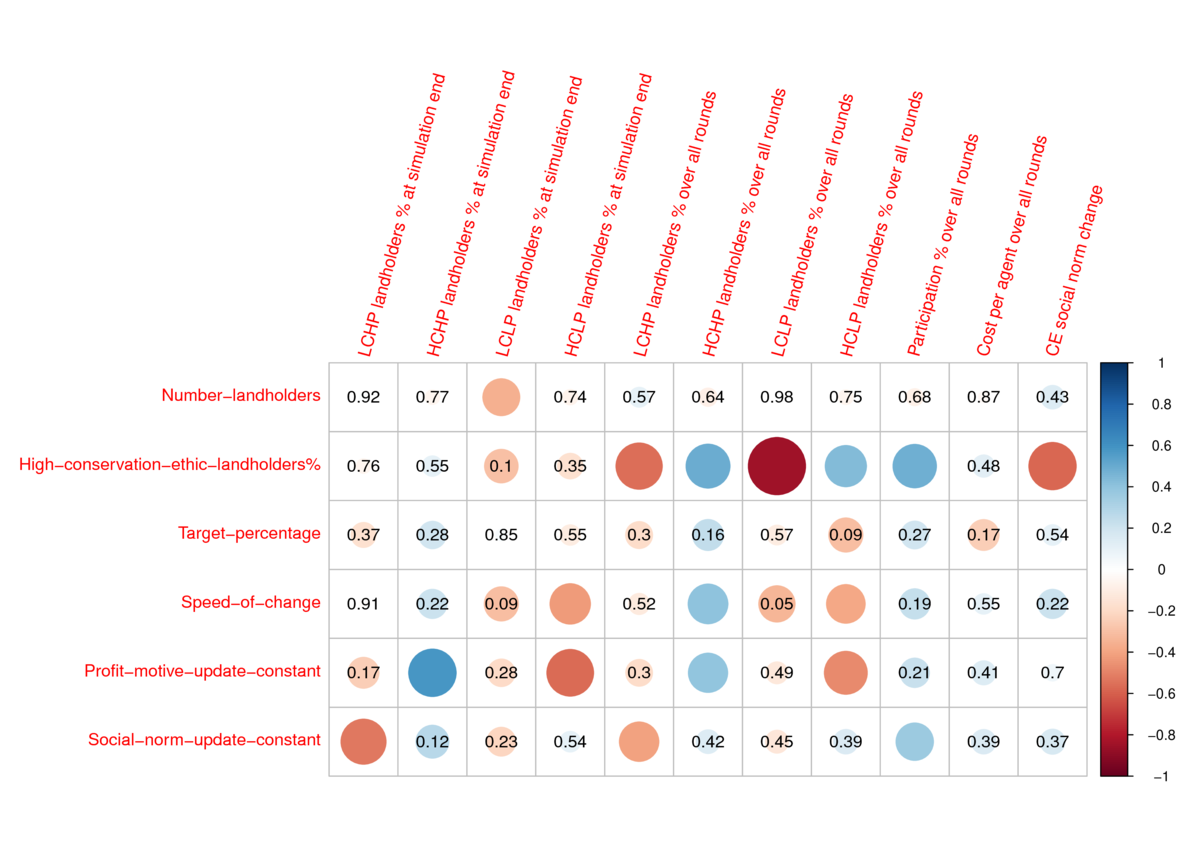 LCHP landholders % at simulation end
HCHP landholders % at simulation end
LCLP landholders % at simulation end
HCLP landholders % at simulation end
LCHP landholders % over all rounds
HCHP landholders % over all rounds
LCLP landholders % over all rounds
HCLP landholders % over all rounds
Participation % over all rounds
Cost per agent over all rounds
CE social norm change
Number−landholders 0.92 0.77 0.74 0.57 0.64 0.98 0.75 0.68 0.87 0.43
High−conservation−ethic−landholders% 0.76 0.55 0.1 0.35 0.48
Target−percentage 0.37 0.28 0.85 0.55 0.3 0.16 0.57 0.09 0.27 0.17 0.54
Speed−of−change 0.91 0.22 0.09 0.52 0.05 0.19 0.55 0.22
Profit−motive−update−constant 0.17 0.28 0.3 0.49 0.21 0.41 0.7
Social−norm−update−constant 0.12 0.23 0.54 0.42 0.45 0.39 0.39 0.37
1
0.8
0.6
0.4
0.2
0
−0.2
−0.4
−0.6
−0.8
−1